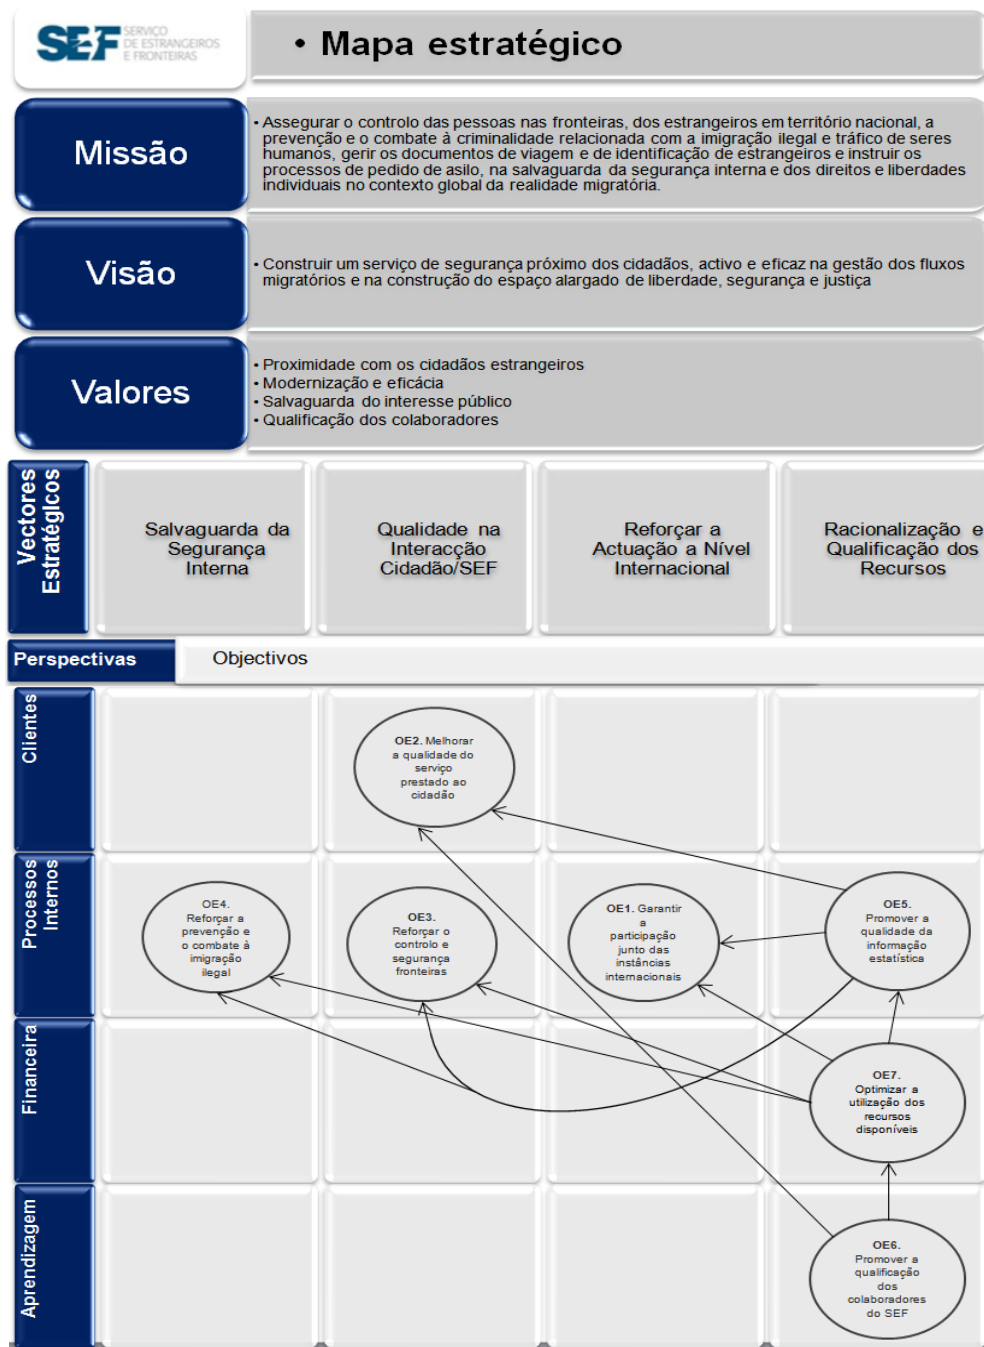 SEF
SERVIÇO
DE ESTRANGEIROS
E FRONTEIRAS
• Mapa estratégico
Missão
• Assegurar o controlo das pessoas nas fronteiras, dos estrangeiros em território nacional, a
prevenção e o combate à criminalidade relacionada com a imigração ilegal e tráfico de seres
humanos, gerir os documentos de viagem e de identificação de estrangeiros e instruir os
processos de pedido de asilo, na salvaguarda da segurança interna e dos direitos e liberdades
individuais no contexto global da realidade migratória.
Visão
• Construir um serviço de segurança próximo dos cidadãos, activo e eficaz na gestão dos fluxos
migratórios e na construção do espaço alargado de liberdade, segurança e justiça
Valores
• Proximidade com os cidadãos estrangeiros
• Modernização e eficácia
• Salvaguarda do interesse público
• Qualificação dos colaboradores
Vectores
Estratégicos
Salvaguarda da
Segurança
Interna
Qualidade na
Interacção
Cidadão/SEF
Reforçar a
Actuação a Nível
Internacional
Racionalização e
Qualificação dos
Recursos
Perspectivas
Objectivos
Clientes
OE2. Melhorar
a qualidade do
serviço
prestado ao
cidadão
Processos
Internos
OE4.
Reforçar a
prevenção e
o combate à
imigração
ilegal
OE3.
Reforçar o
controlo e
segurança
fronteiras
OE1. Garantir
a
participação
junto das
instâncias
internacionais
OE5.
Promover a
qualidade da
informação
estatística
Financeira
OE7.
Optimizar a
utilização dos
recursos
disponíveis
Aprendizagem
OE6.
Promover a
qualificação
dos
colaboradores
do SEF